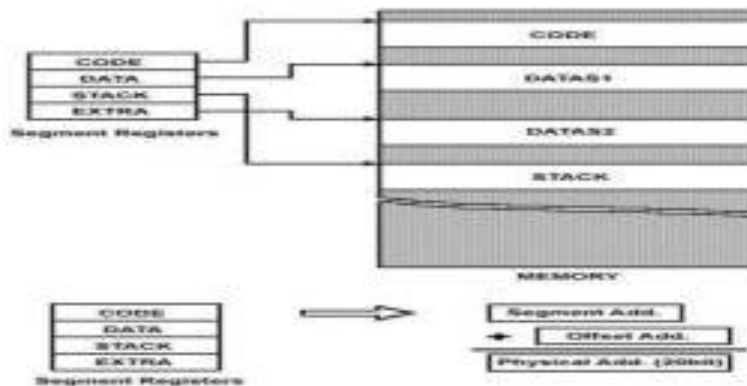 CODE
DATA
STACK
EXTRA
Segment Registers
CODE
DATAS1
DATAS2
STACK
MEMORY
CODE
DATA
STACK
EXTRA
Segment Registers
Segment Add.
+ Offset Add.
Physical Add. (20bit)